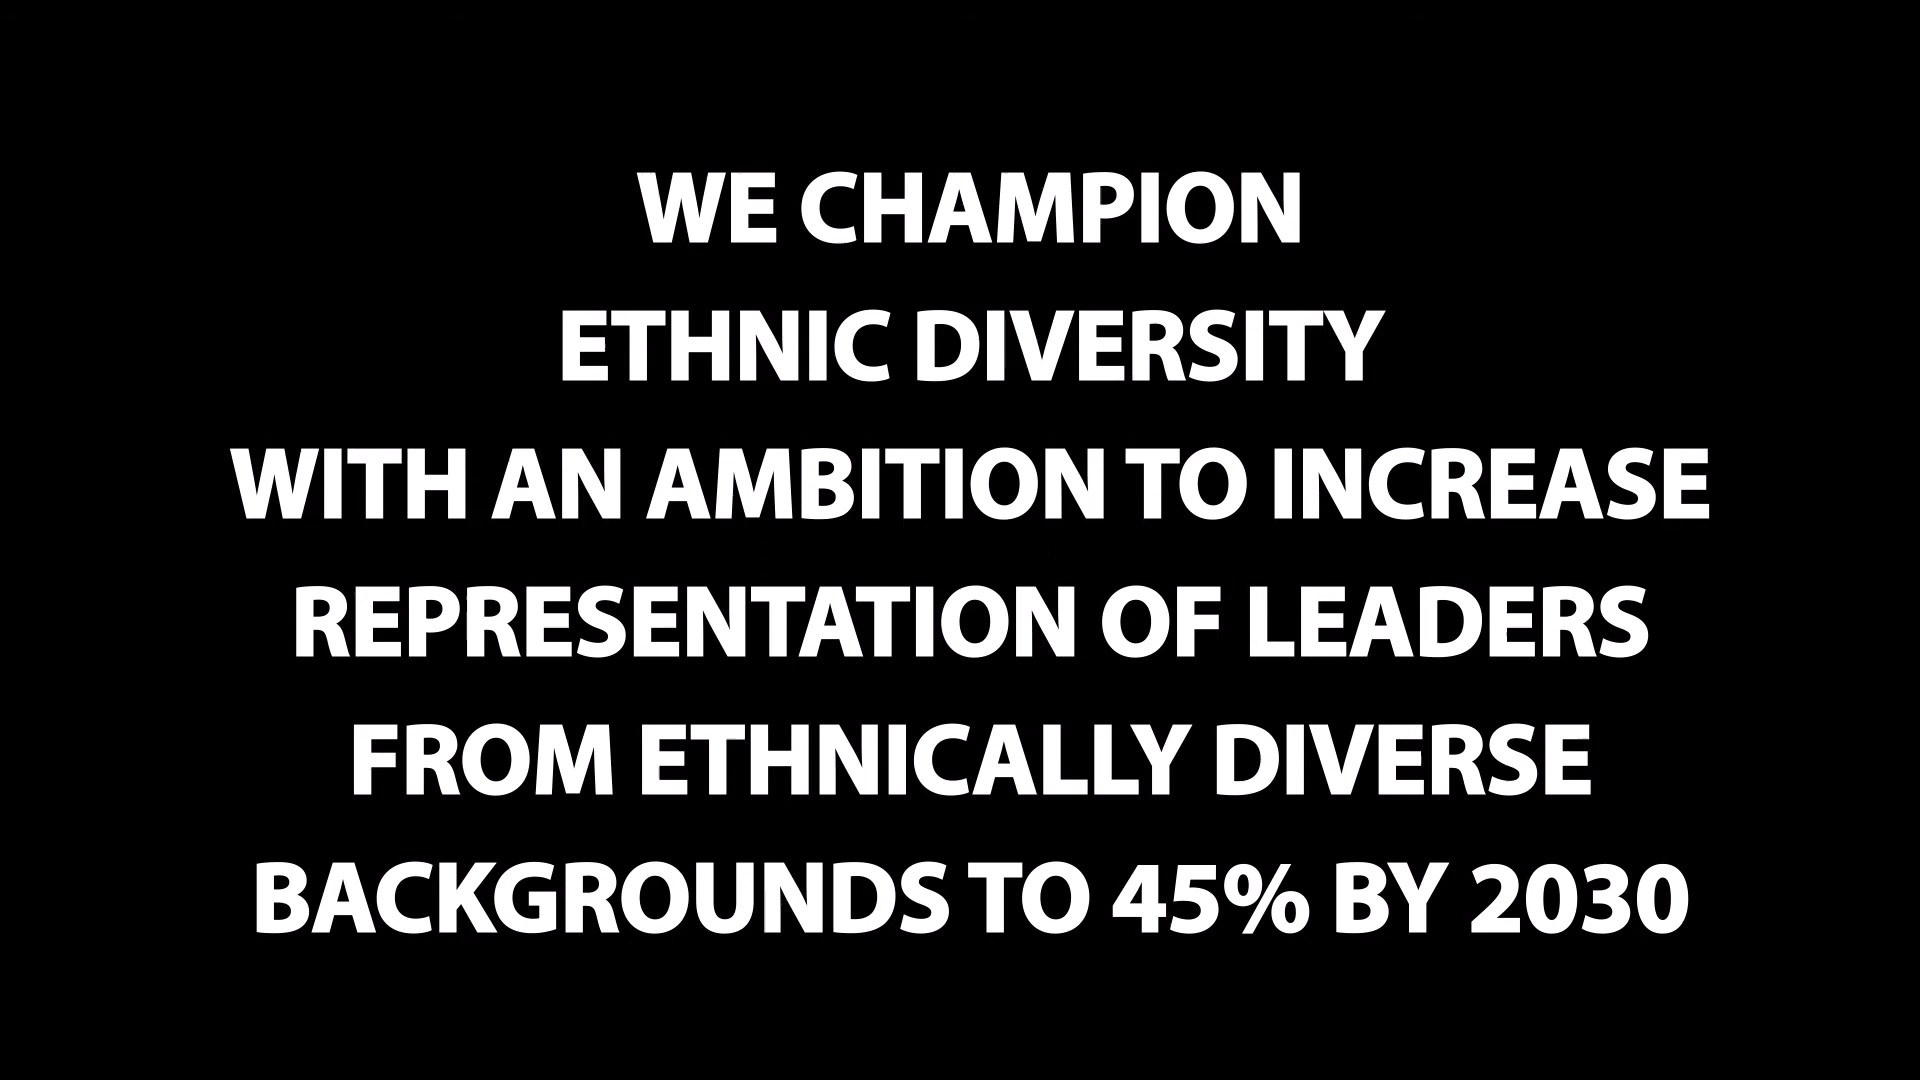 WE CHAMPION
ETHNIC DIVERSITY
WITH AN AMBITION TO INCREASE
REPRESENTATION OF LEADERS
FROM ETHNICALLY DIVERSE
BACKGROUNDS TO 45% BY 2030